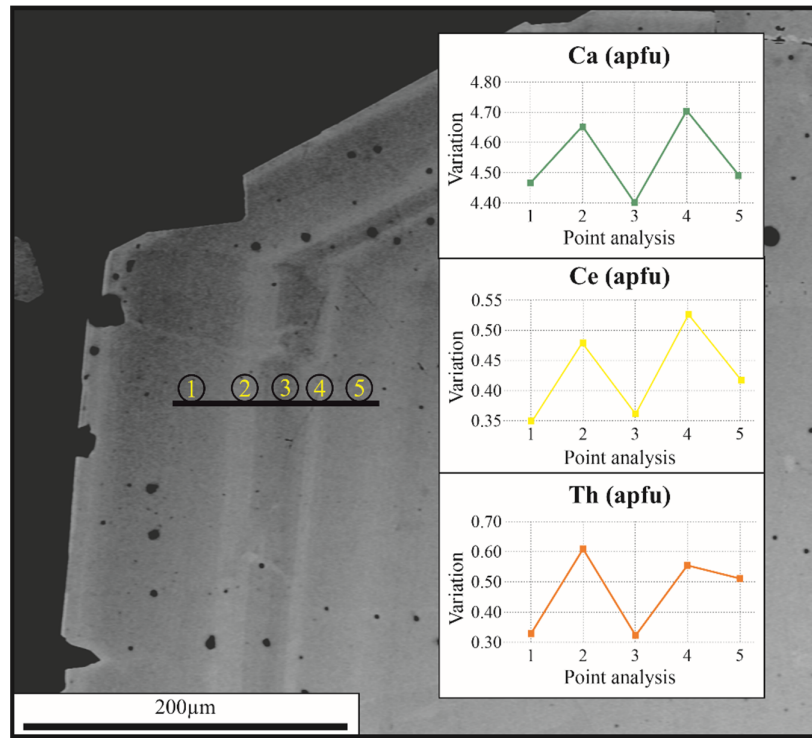 Ca (apfu)
Variation
4.80
4.70
4.60
4.50
4.40
1 2 3 4 5
Point analysis
Ce (apfu)
Variation
0.55
0.50
0.45
0.40
0.35
1 2 3 4 5
Point analysis
Th (apfu)
Variation
0.70
0.60
0.50
0.40
0.30
1 2 3 4 5
Point analysis
1 2 3 4 5
200µm